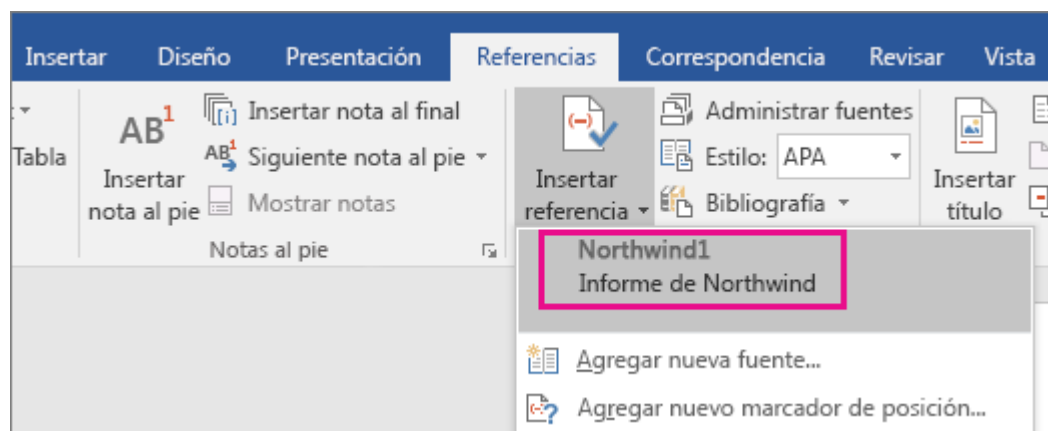 Insertar Diseño Presentación Referencias Correspondencia Revisar Vista
Tabla
AB1
Insertar
nota al pie
[i] Insertar nota al final
AB1 Siguiente nota al pie
Mostrar notas
Notas al pie
(-)
Insertar
referencia
Administrar fuentes
Estilo: APA
Bibliografía
Insertar
título
Northwind1
Informe de Northwind
Agregar nueva fuente...
Agregar nuevo marcador de posición...